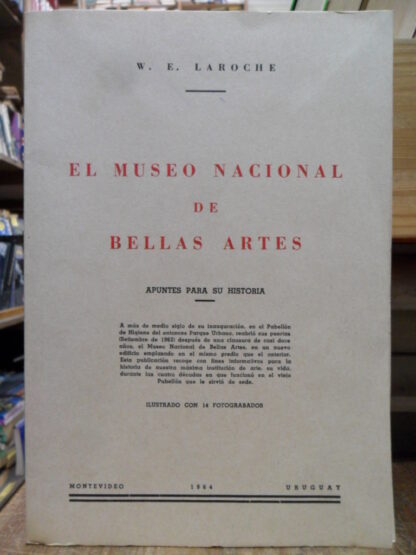 W. E. LAROCHE
EL MUSEO NACIONAL
DE
BELLAS ARTES
APUNTES PARA SU HISTORIA
A más de medio siglo de su inauguración, en el Pabellón
de Higiene del entonces Parque Urbano, reabrió sus puertas
(Setiembre de 1962) después de una clausura de casi doce
años, el Museo Nacional de Bellas Artes, en un nuevo
edificio emplazado en el mismo predio que el anterior.
Esta publicación recoge con fines informativos para la
historia de nuestra máxima institución de arte, su vida,
durante las cuatro décadas en que funcionó en el viejo
Pabellón que le sirvió de sede.
ILUSTRADO CON 14 FOTOGRABADOS
MONTEVIDEO 1964 URUGUAY